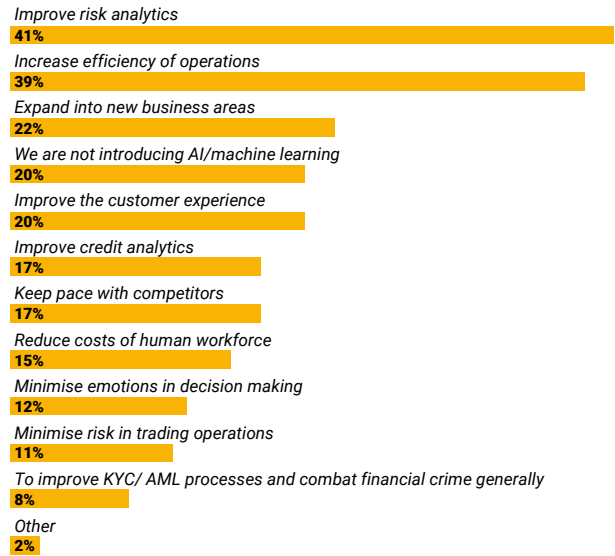 Improve risk analytics
41%
Increase efficiency of operations
39%
Expand into new business areas
22%
We are not introducing AI/machine learning
20%
Improve the customer experience
20%
Improve credit analytics
17%
Keep pace with competitors
17%
Reduce costs of human workforce
15%
Minimise emotions in decision making
12%
Minimise risk in trading operations
11%
To improve KYC/ AML processes and combat financial crime generally
8%
Other
2%